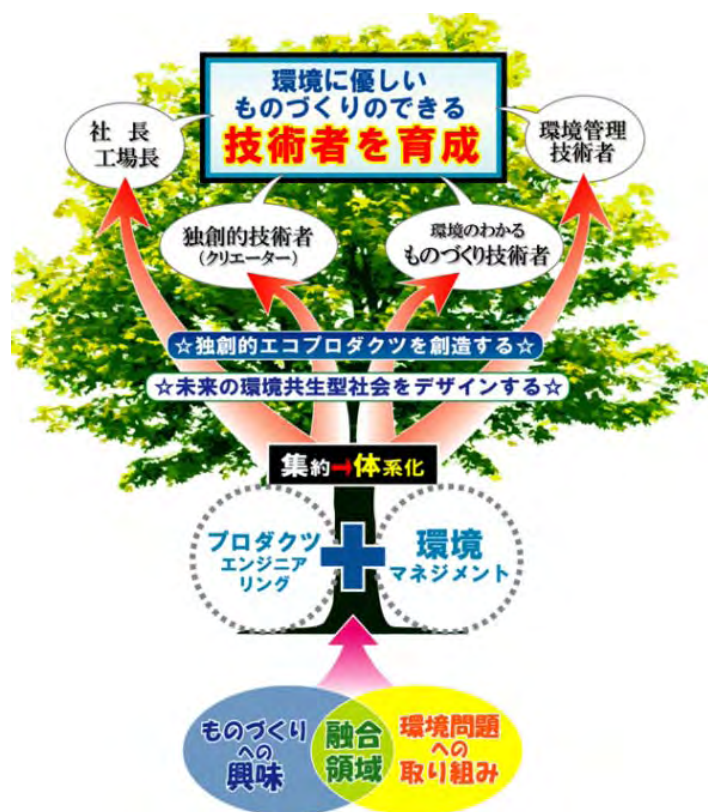 環境に優しい
ものづくりのできる
技術者を育成
社 長
工場長
環境管理
技術者
独創的技術者
(クリエーター)
環境のわかる
ものづくり技術者
☆独創的エコプロダクツを創造する☆
☆未来の環境共生型社会をデザインする☆
集約→体系化
プロダクツ
エンジニア
リング
環境
マネジメント
ものづくり
への
興味
融合
領域
環境問題
への
取り組み